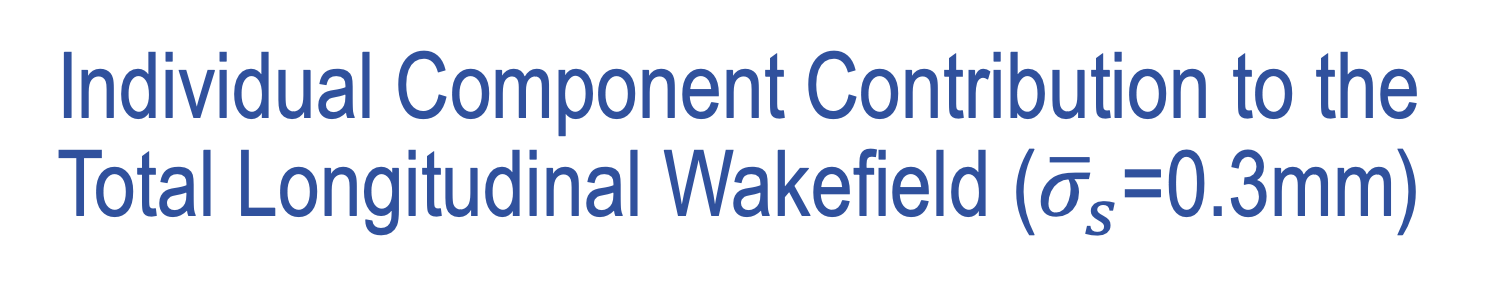 Individual Component Contribution to the
Total Longitudinal Wakefield (σ̅ₛ=0.3mm)